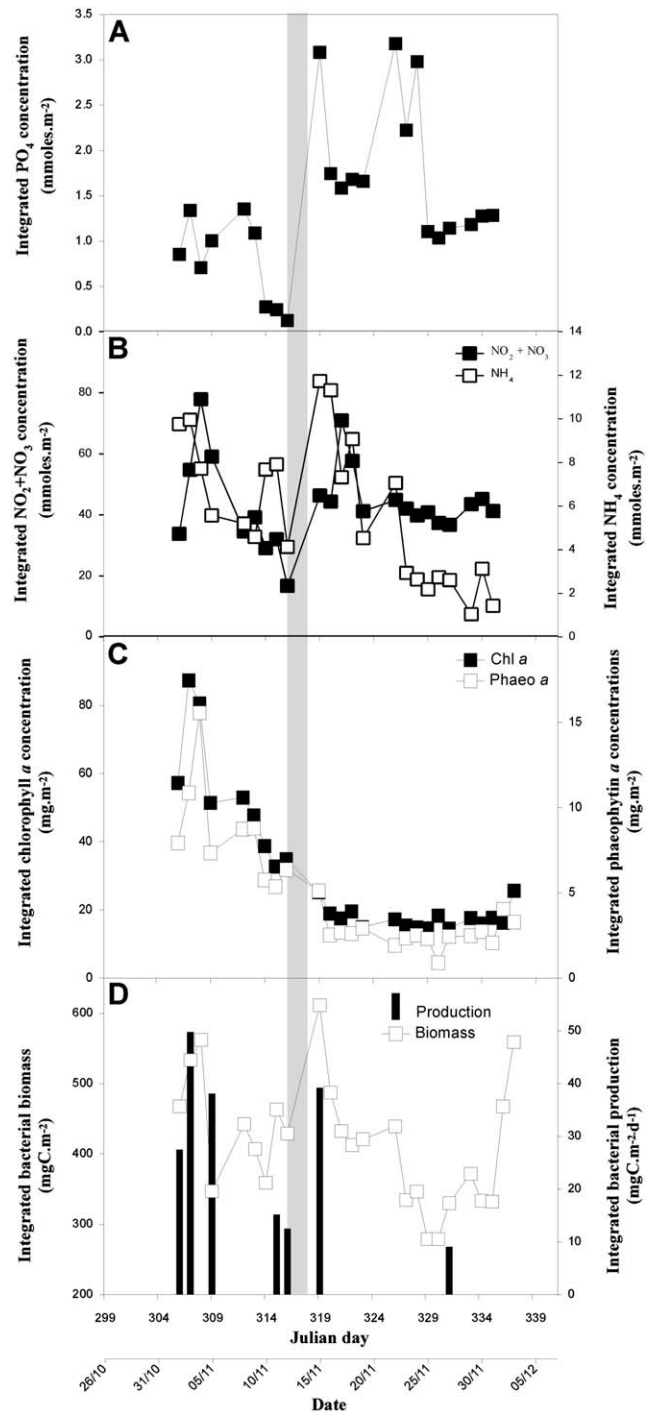 A
Integrated PO4 concentration
(mmoles.m-2)
3.5
3.0
2.5
2.0
1.5
1.0
0.5
0.0
B
NO2 + NO3
NH4
Integrated NO2+NO3 concentration
(mmoles.m-2)
80
60
40
20
0
14
12
10
8
6
4
2
0
Integrated NH4 concentration
(mmoles.m-2)
C
Chl a
Phaeo a
Integrated chlorophyll a concentration
(mg.m-2)
80
60
40
20
0
15
10
5
0
Integrated phaeophytin a concentrations
(mg.m-2)
D
Production
Biomass
Integrated bacterial biomass
(mgC.m-2)
600
500
400
300
200
50
40
30
20
10
0
Integrated bacterial production
(mgC.m-2.d-1)
299 304 309 314 319 324 329 334 339
Julian day
26/10 31/10 05/11 10/11 15/11 20/11 25/11 30/11 05/12
Date